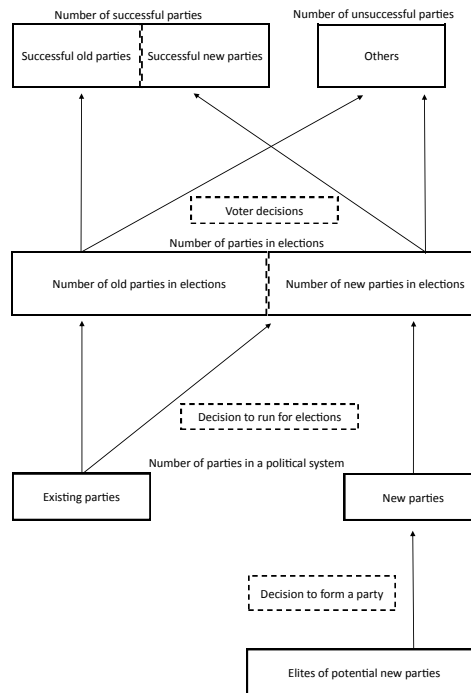 Number of successful parties
Number of unsuccessful parties
Successful old parties
Successful new parties
Others
Voter decisions
Number of parties in elections
Number of old parties in elections
Number of new parties in elections
Decision to run for elections
Number of parties in a political system
Existing parties
New parties
Decision to form a party
Elites of potential new parties